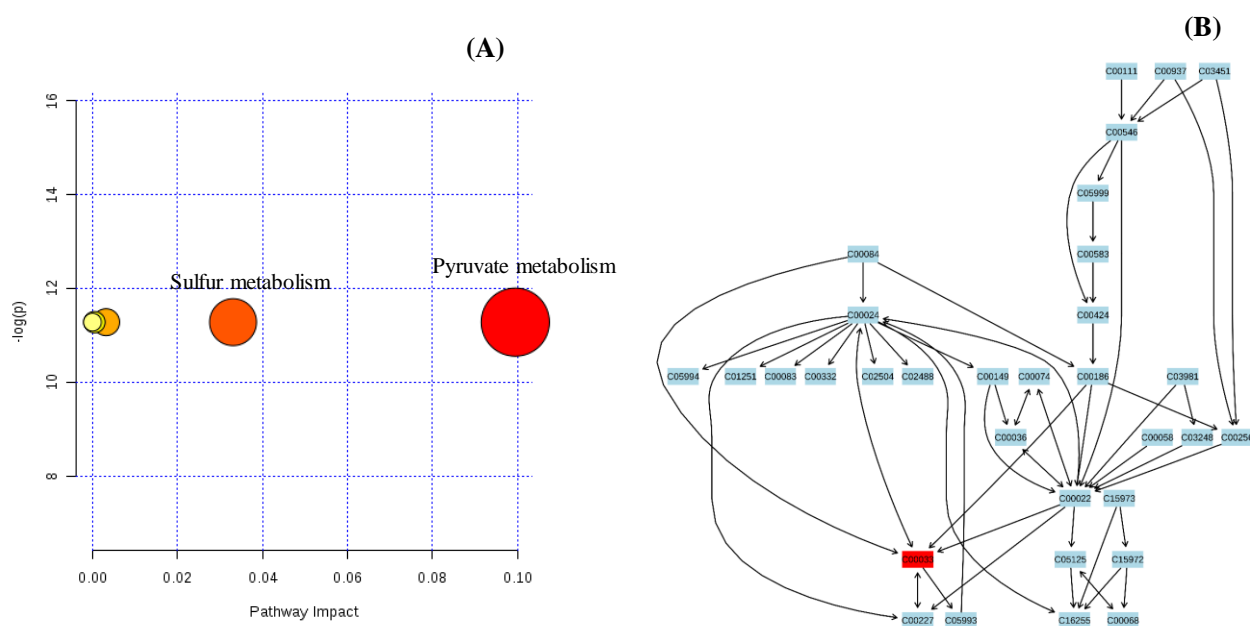 (A)
16
14
12
10
8
-log(p)
Sulfur metabolism
Pyruvate metabolism
0.00 0.02 0.04 0.06 0.08 0.10
Pathway Impact
(B)
C00111 C00937 C03451
C00546
C05999
C00084 C00583
C00024 C00424
C05994 C01251 C00083 C00332 C02504 C02488 C00149 C00074 C00186 C03981
C00036 C00058 C03248 C00256
C00022 C15973
C00033 C05125 C15972
C00227 C05993 C16255 C00068